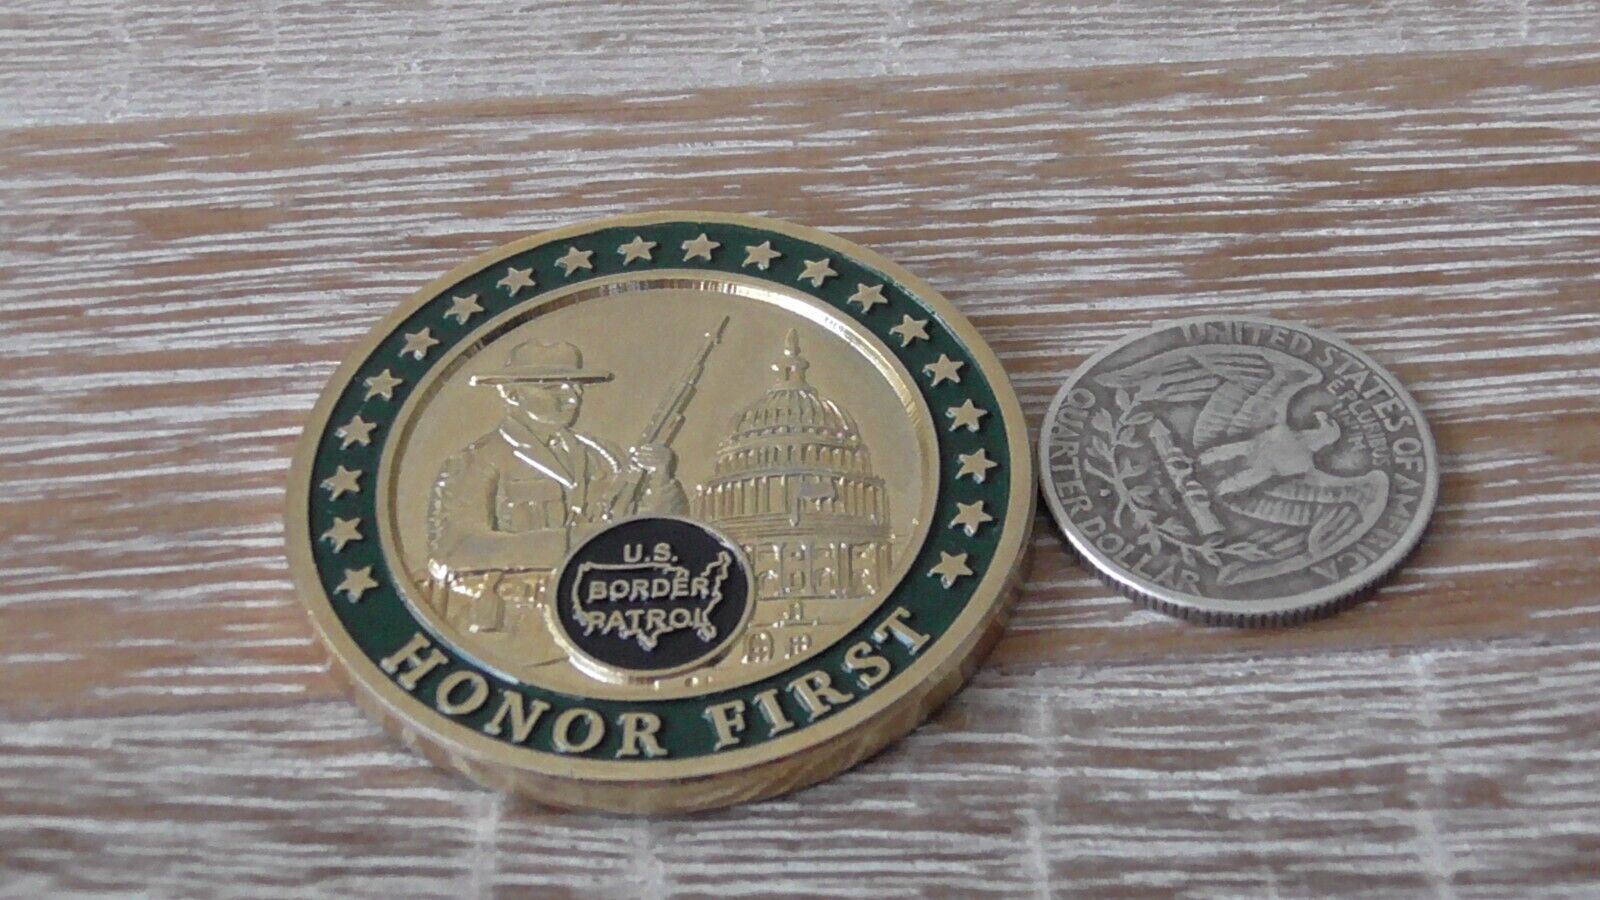 U.S.
BORDER
PATROL
HONOR FIRST
UNITED STATES OF AMERICA
E PLURIBUS
UNUM
QUARTER DOLLAR